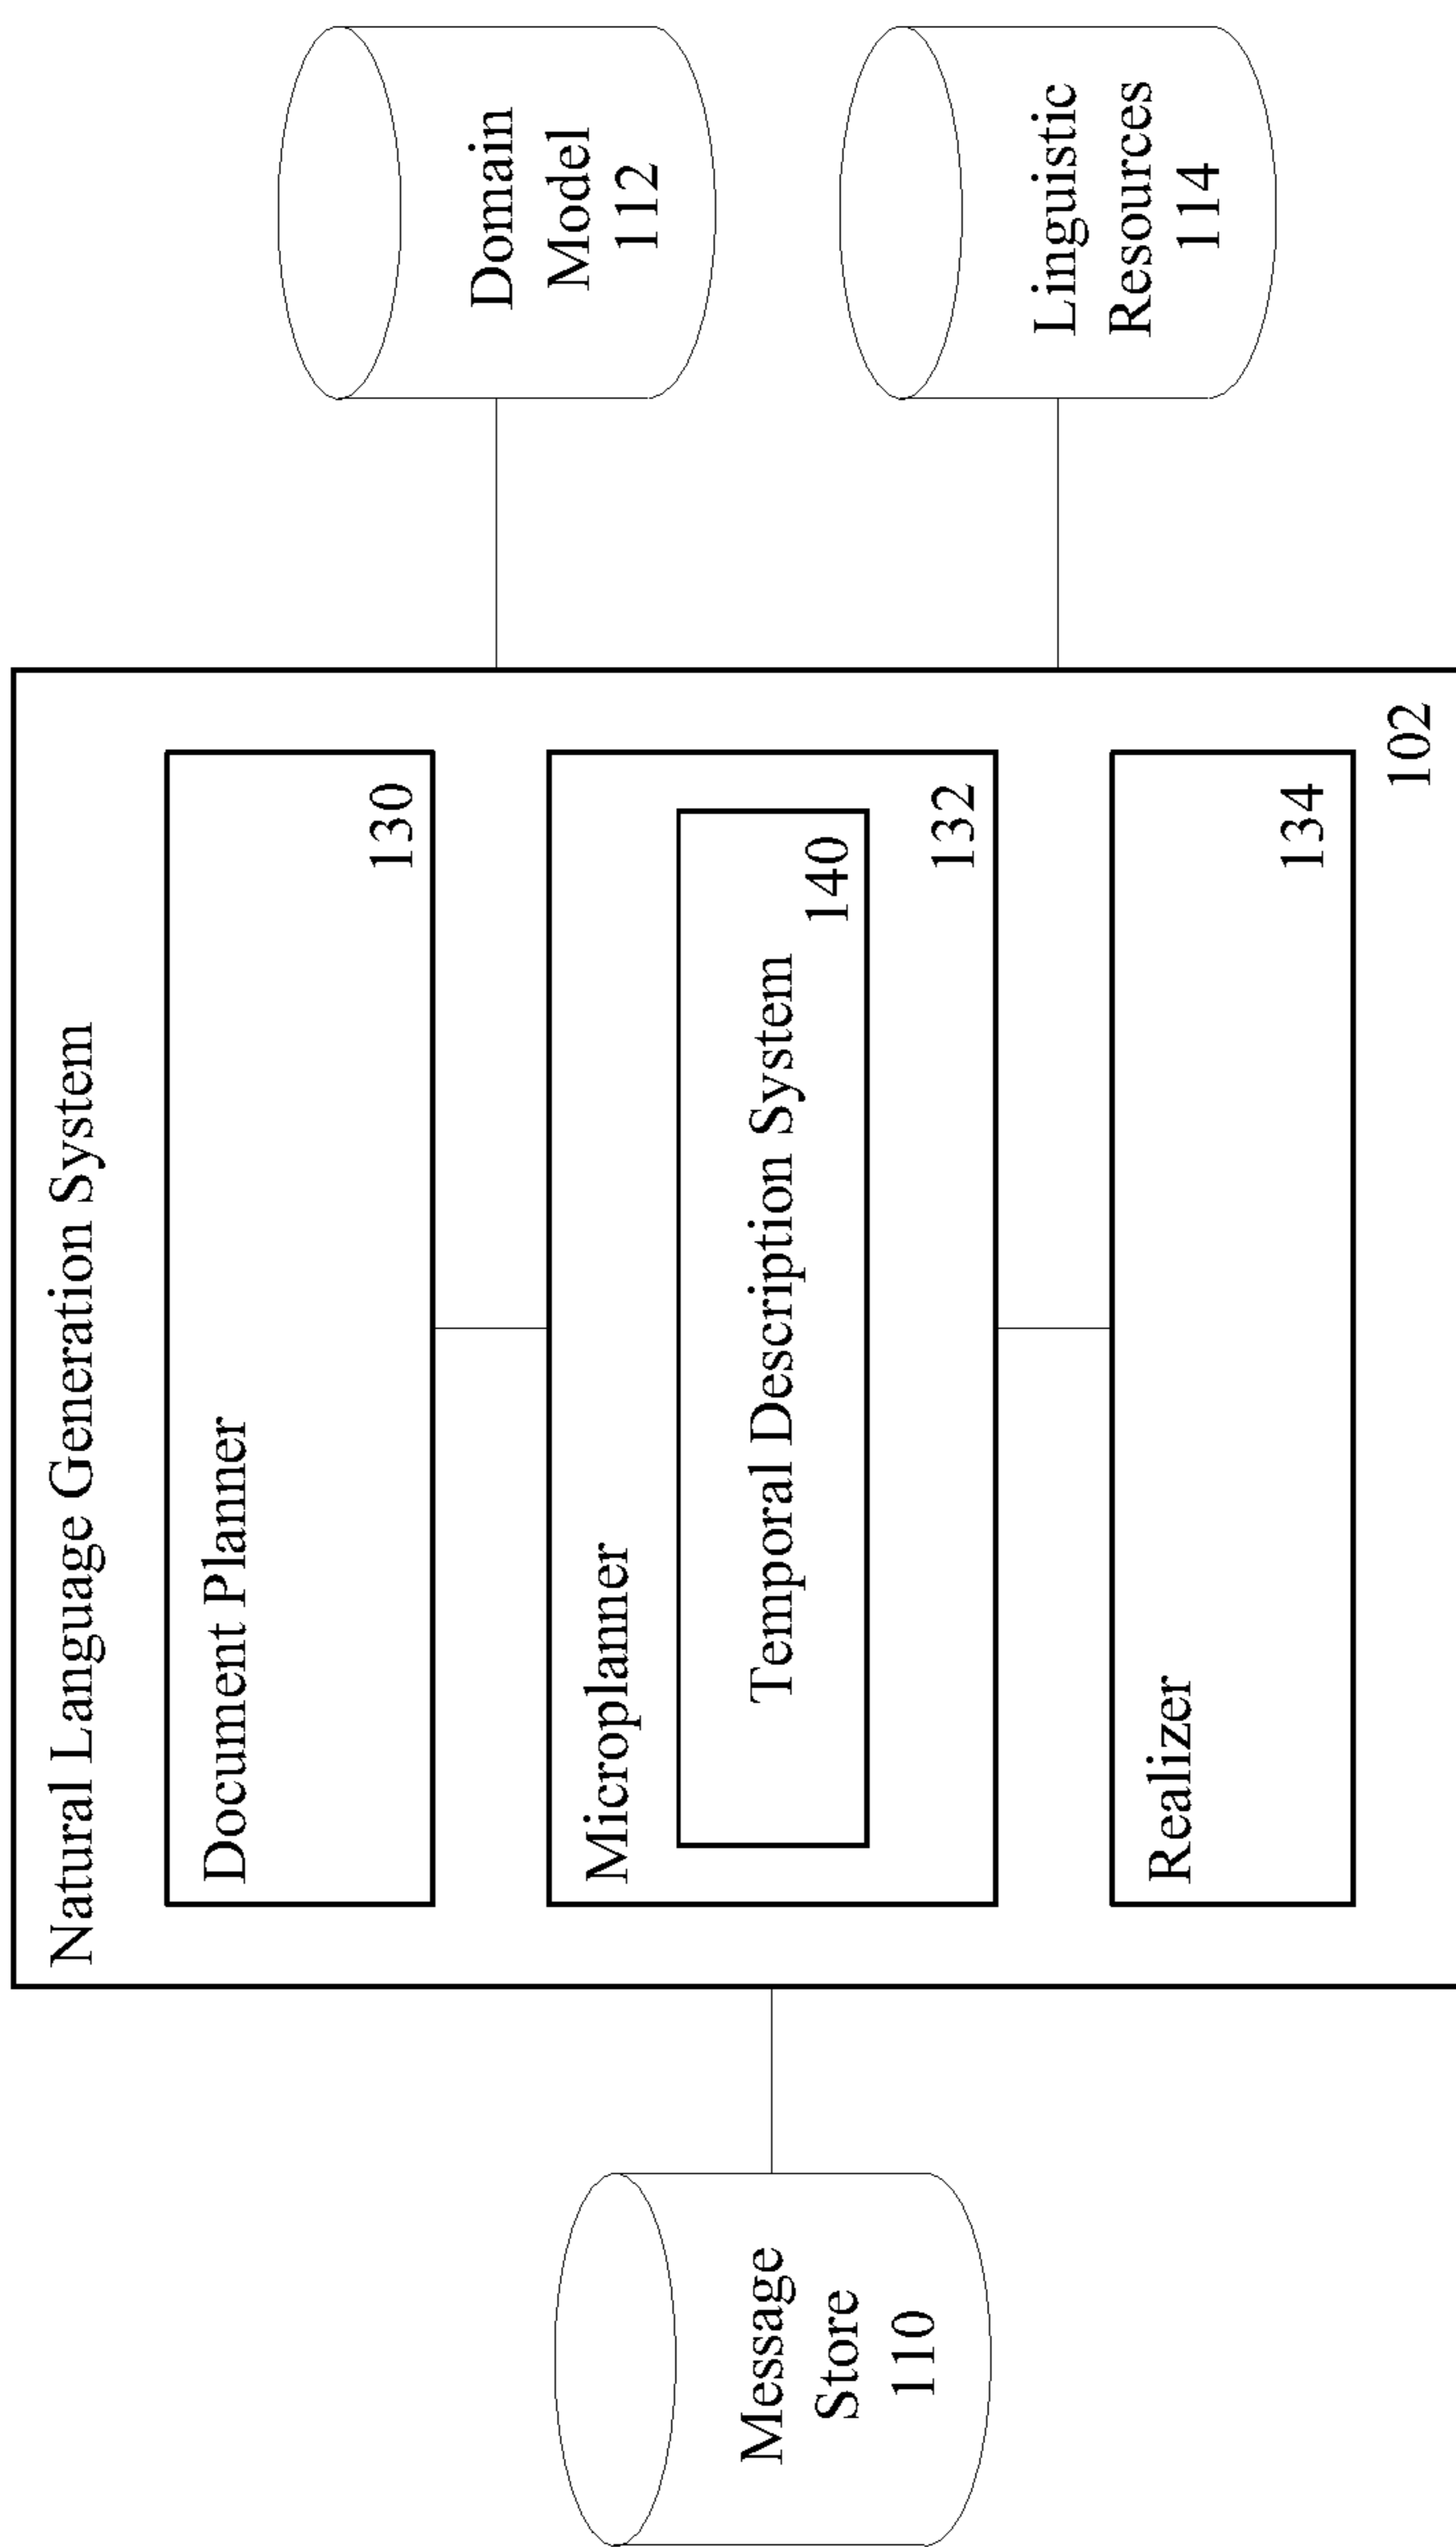 Natural Language Generation System
Document Planner
130
Microplanner
Temporal Description System
140
132
Realizer
134
102
Message
Store
110
Domain
Model
112
Linguistic
Resources
114